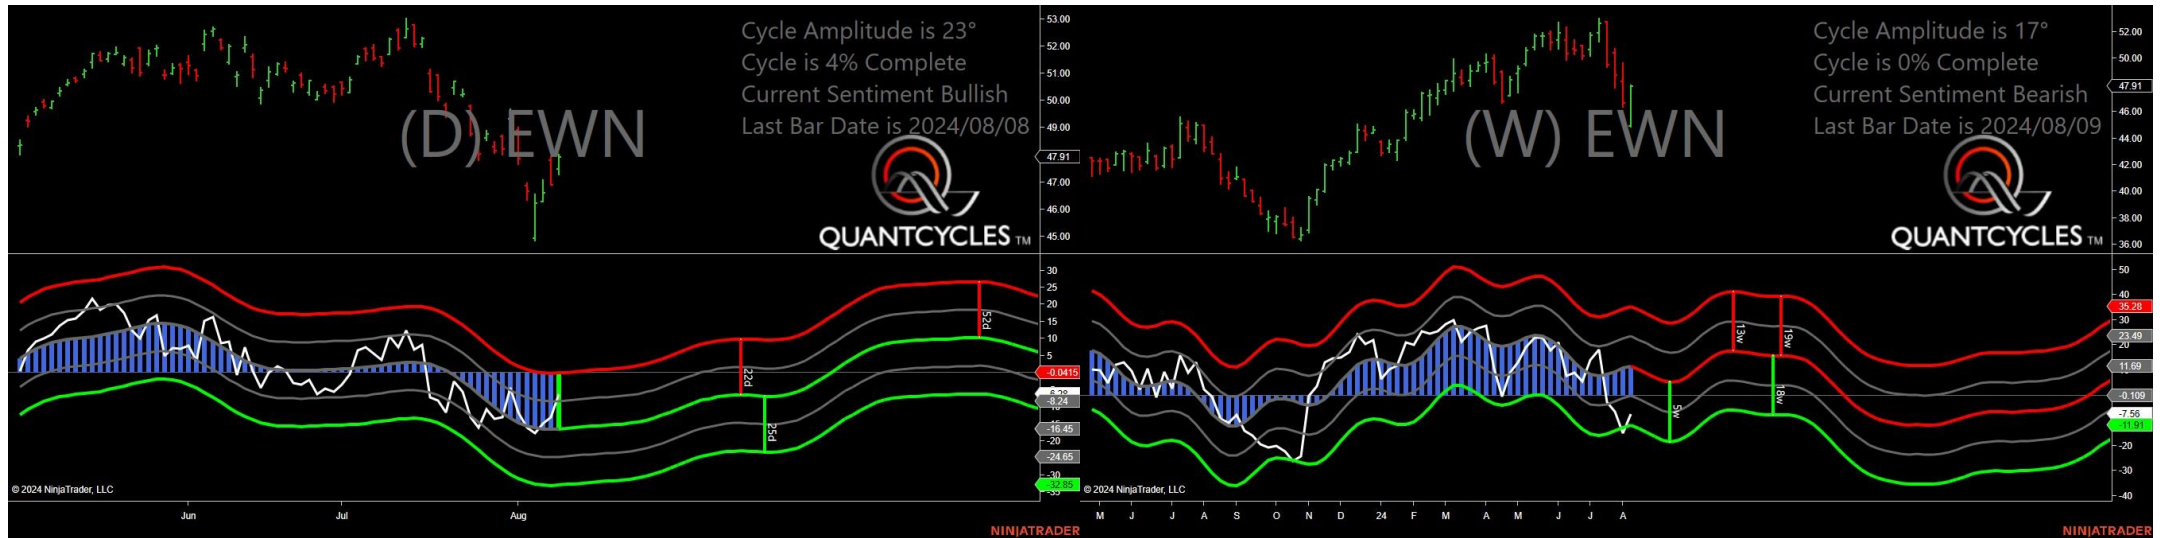 53.00
52.00
51.00
50.00
49.00
47.91
47.00
46.00
45.00
Cycle Amplitude is 23°
Cycle is 4% Complete
Current Sentiment Bullish
Last Bar Date is 2024/08/08
(D) EWN
QUANTCYCLES TM
30
25
20
15
10
5
-0.0415
-8.24
-16.45
-20
-24.65
-30
-32.85
22d
25d
52d
© 2024 NinjaTrader, LLC
Jun Jul Aug
NINJATRADER
52.00
50.00
47.91
46.00
44.00
42.00
40.00
38.00
36.00
Cycle Amplitude is 17°
Cycle is 0% Complete
Current Sentiment Bearish
Last Bar Date is 2024/08/09
(W) EWN
QUANTCYCLES TM
50
40
35.28
30
23.49
20
11.69
-0.109
-7.56
-11.91
-20
-30
-40
5w
13w
18w
19w
© 2024 NinjaTrader, LLC
M J J A S O N D 24 F M A M J J A
NINJATRADER